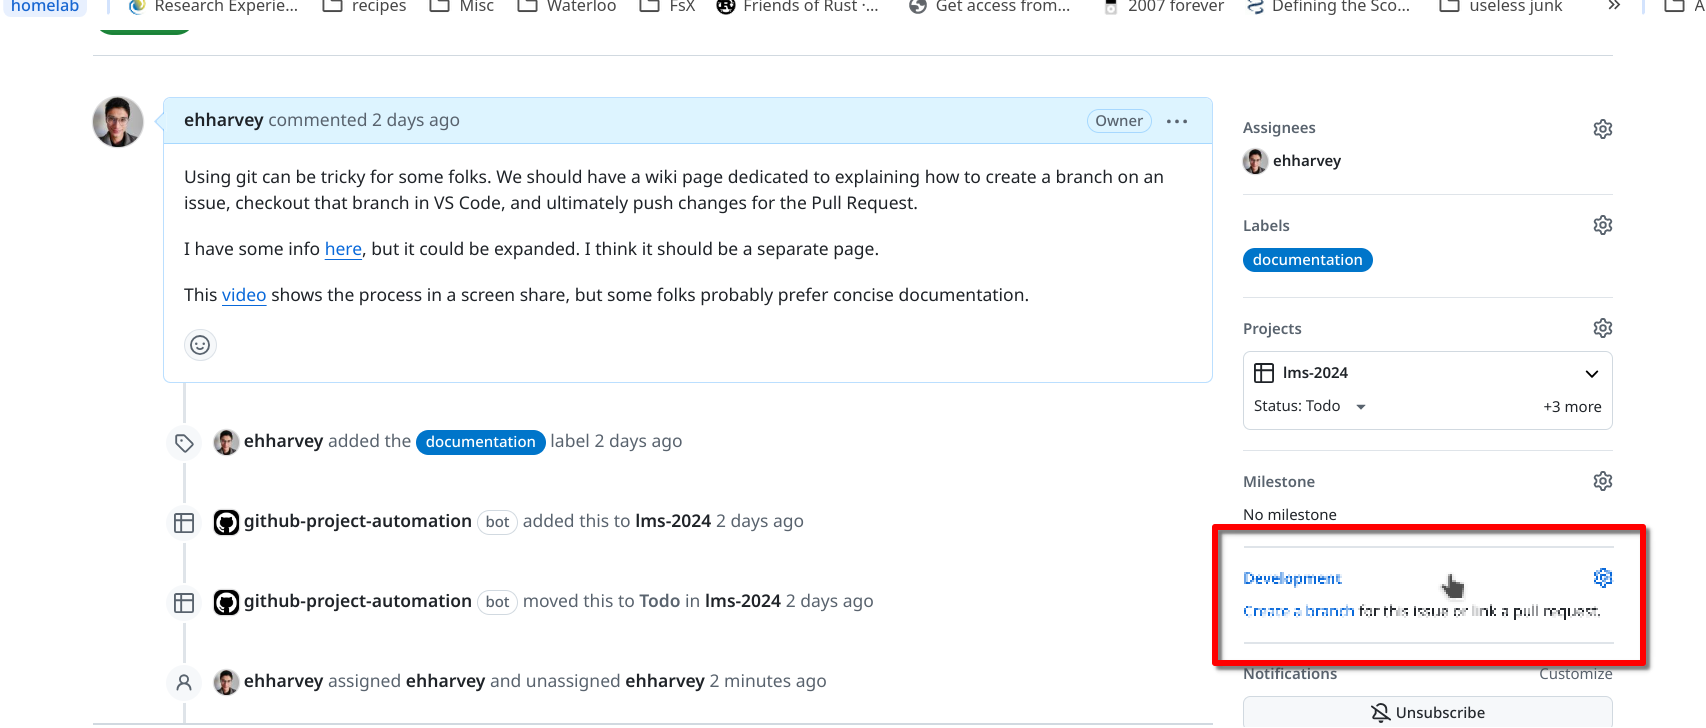 homelab
Research Experie...
recipes
Misc
Waterloo
FsX
Friends of Rust ·...
Get access from...
2007 forever
Defining the Sco...
useless junk
»
ehharvey commented 2 days ago
Owner
Using git can be tricky for some folks. We should have a wiki page dedicated to explaining how to create a branch on an
issue, checkout that branch in VS Code, and ultimately push changes for the Pull Request.
I have some info here, but it could be expanded. I think it should be a separate page.
This video shows the process in a screen share, but some folks probably prefer concise documentation.
ehharvey added the documentation label 2 days ago
github-project-automation bot added this to lms-2024 2 days ago
github-project-automation bot moved this to Todo in lms-2024 2 days ago
ehharvey assigned ehharvey and unassigned ehharvey 2 minutes ago
Assignees
ehharvey
Labels
documentation
Projects
lms-2024
Status: Todo
+3 more
Milestone
No milestone
Development
Create a branch for this issue or link a pull request.
Notifications
Customize
Unsubscribe